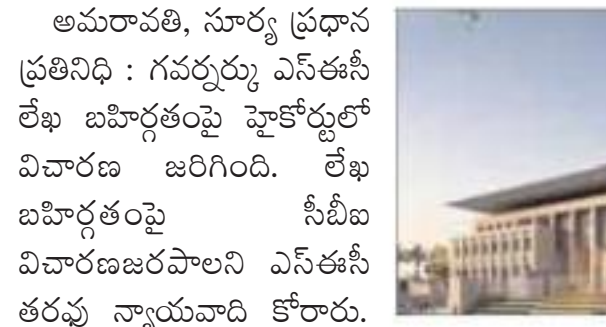 అమరావతి, సూర్య ప్రధాన
ప్రతినిధి : గవర్నర్కు ఎస్ఈసీ
లేఖ బహిర్గతంపై హైకోర్టులో
విచారణ జరిగింది. లేఖ
బహిర్గతంపై సీబీఐ
విచారణజరపాలని ఎస్ఈసీ
తరఫు న్యాయవాది కోరారు.